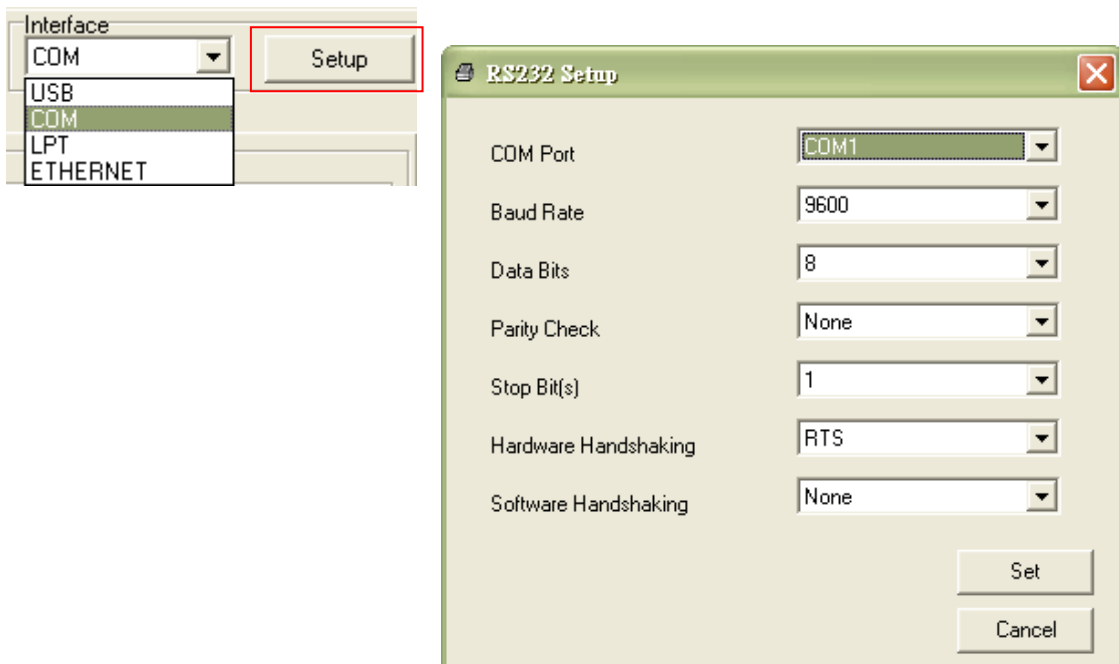 Interface
COM
Setup
USB
COM
LPT
ETHERNET
RS232 Setup
COM Port
COM1
Baud Rate
9600
Data Bits
8
Parity Check
None
Stop Bit(s)
1
Hardware Handshaking
RTS
Software Handshaking
None
Set
Cancel